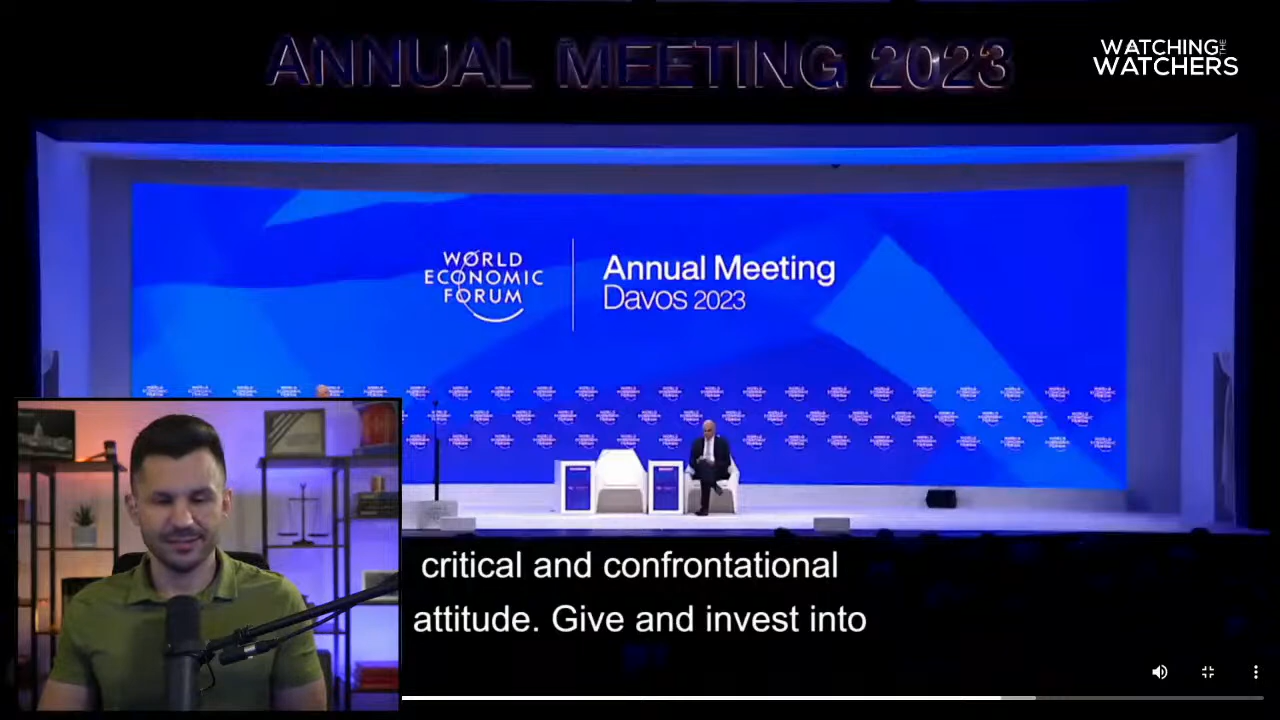 ANNUAL MEETING 2023
WATCHING THE
WATCHERS
WORLD
ECONOMIC
FORUM
Annual Meeting
Davos 2023
critical and confrontational
attitude. Give and invest into